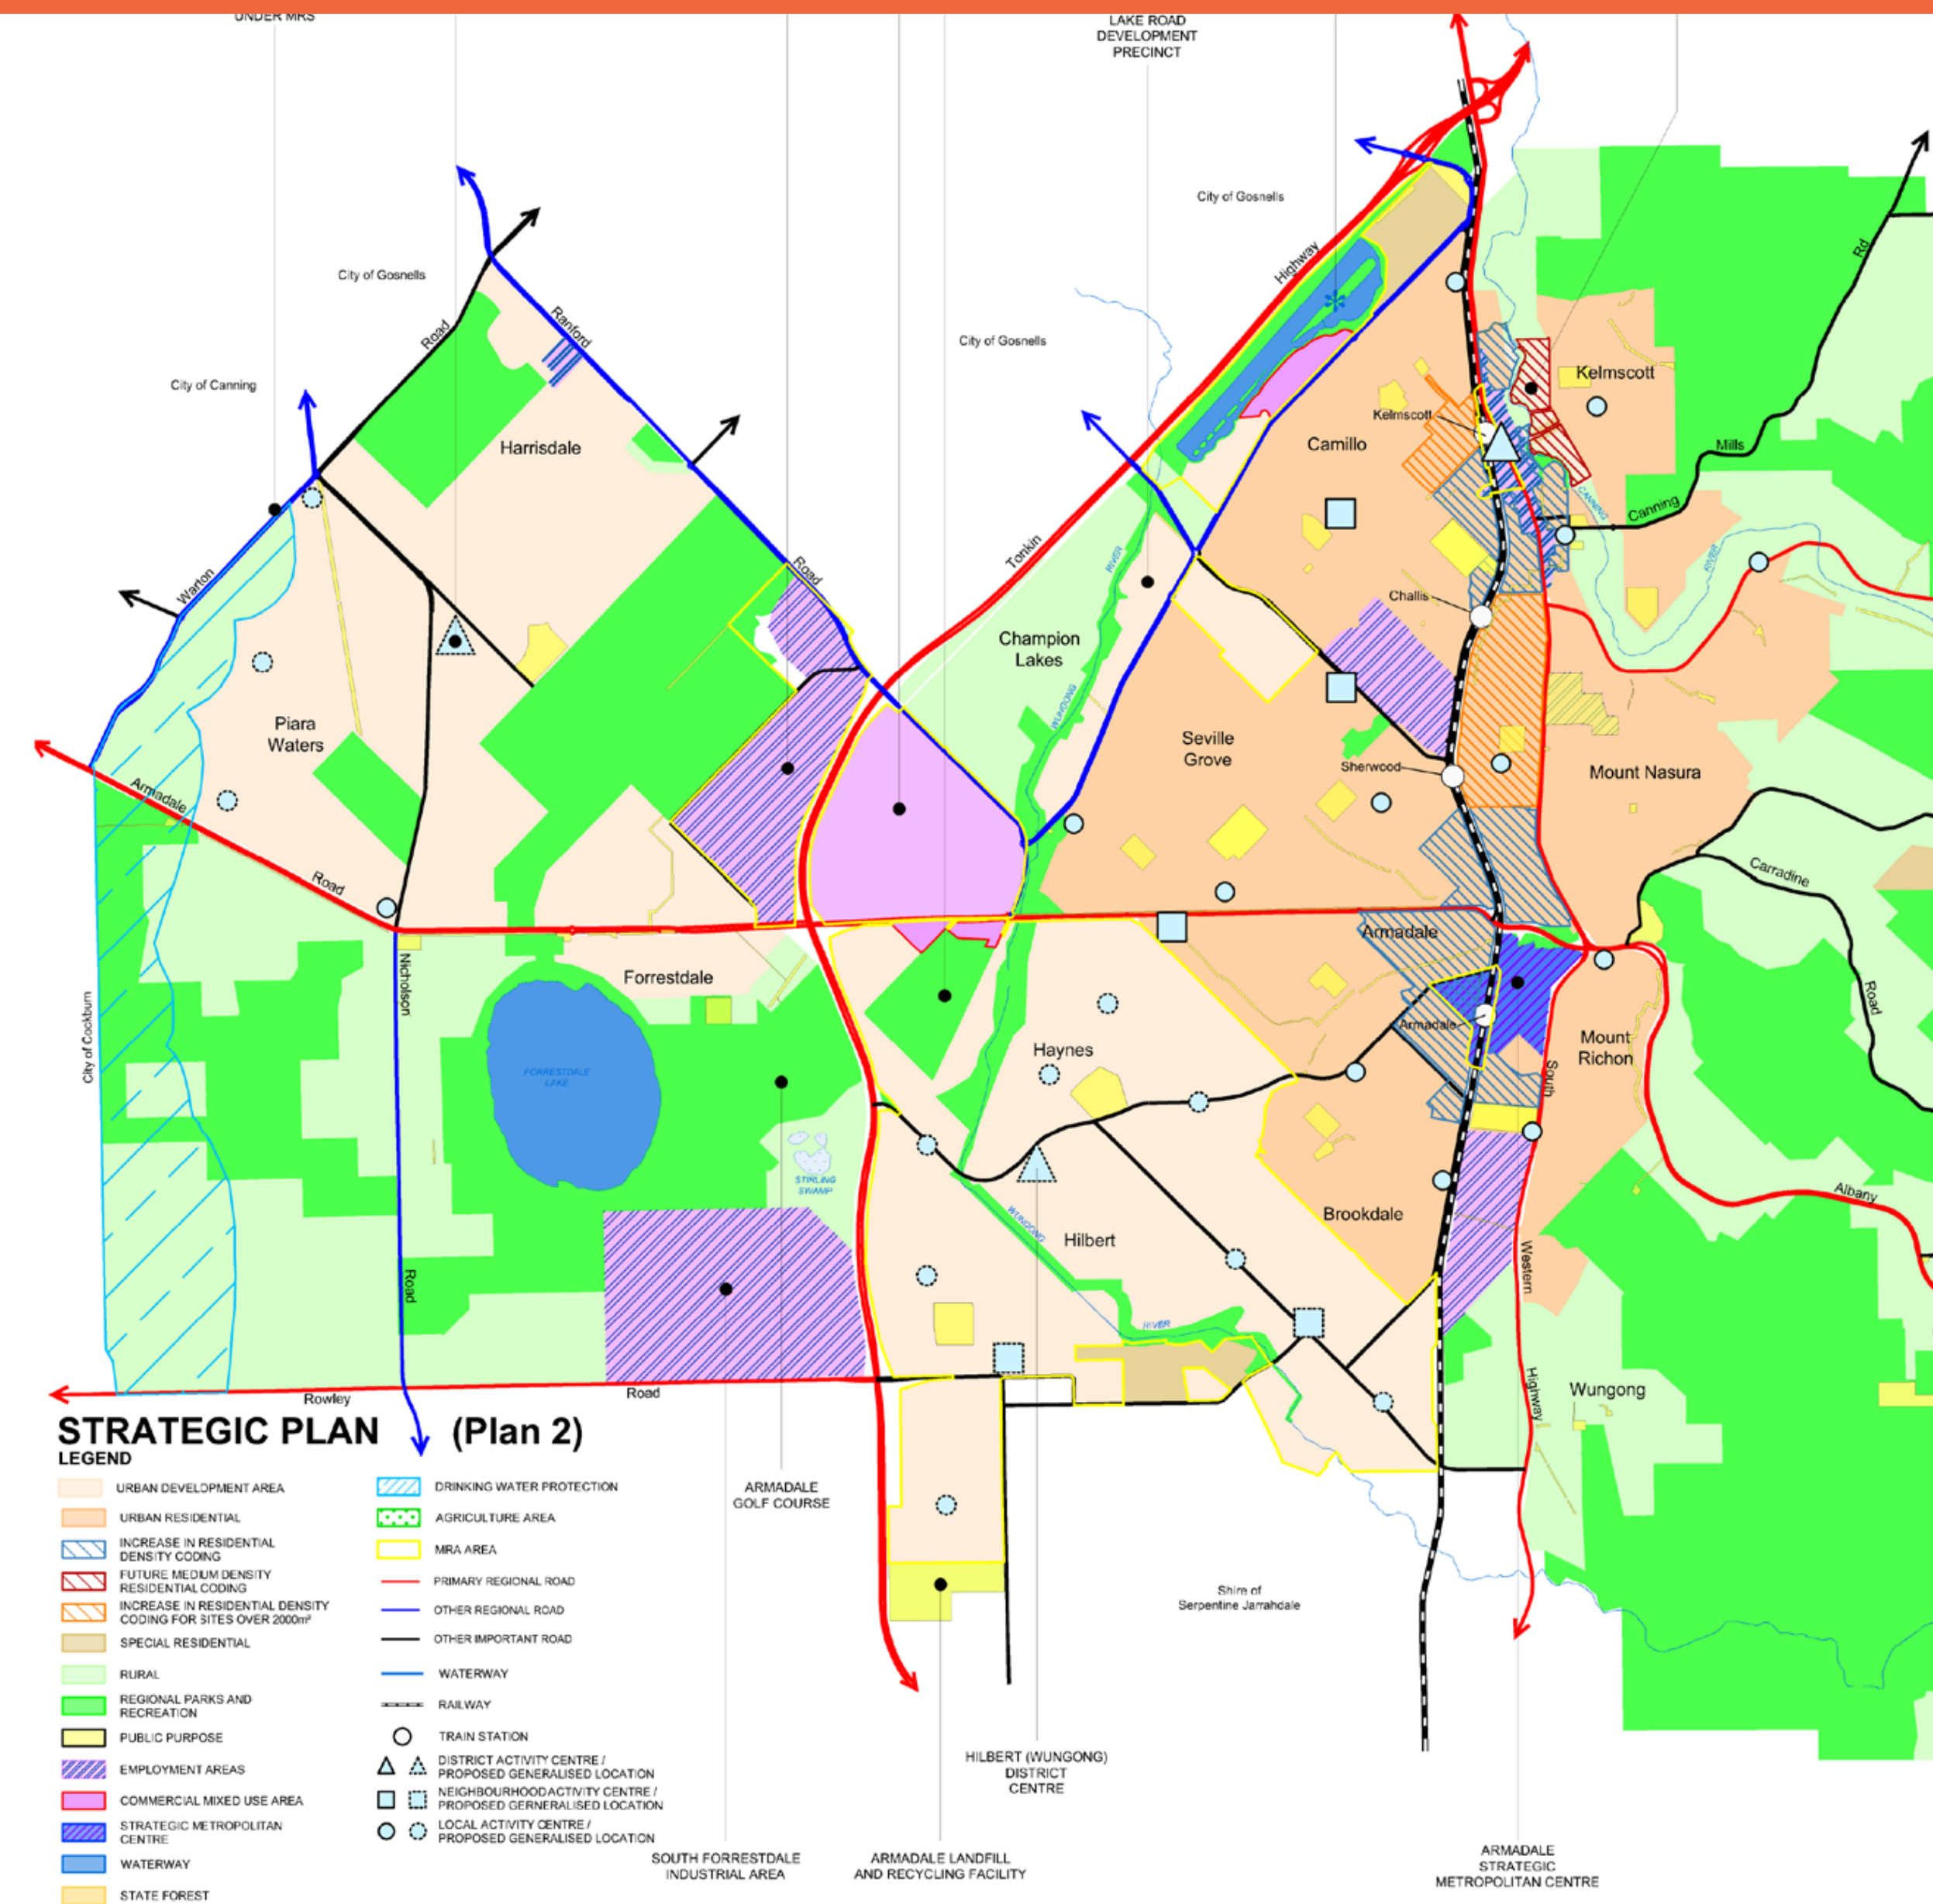 UNDER MRS
LAKE ROAD
DEVELOPMENT
PRECINCT
City of Gosnells
City of Gosnells
City of Gosnells
City of Canning
Highway
Rd
Road
Ranford
Harrisdale
Kelmscott
Kelmscott
Camillo
Mills
Canning
CANNING
RIVER
Tonkin
RIVER
Road
Warton
Challis
Champion
Lakes
WUNGONG
Piara
Waters
Seville
Grove
Sherwood
Mount Nasura
Armadale
Road
Carradine
Road
Armadale
Forrestdale
Nicholson
City of Cockburn
Haynes
Armadale
Mount
Richon
South
FORRESTDALE
LAKE
STIRLING
SWAMP
WUNGONG
Hilbert
Brookdale
Albany
Western
Road
RIVER
Highway
Wungong
Rowley
Road
STRATEGIC PLAN (Plan 2)
LEGEND
URBAN DEVELOPMENT AREA
URBAN RESIDENTIAL
INCREASE IN RESIDENTIAL
DENSITY CODING
FUTURE MEDIUM DENSITY
RESIDENTIAL CODING
INCREASE IN RESIDENTIAL DENSITY
CODING FOR SITES OVER 2000m²
SPECIAL RESIDENTIAL
RURAL
REGIONAL PARKS AND
RECREATION
PUBLIC PURPOSE
EMPLOYMENT AREAS
COMMERCIAL MIXED USE AREA
STRATEGIC METROPOLITAN
CENTRE
WATERWAY
STATE FOREST
DRINKING WATER PROTECTION
AGRICULTURE AREA
MRA AREA
PRIMARY REGIONAL ROAD
OTHER REGIONAL ROAD
OTHER IMPORTANT ROAD
WATERWAY
RAILWAY
TRAIN STATION
DISTRICT ACTIVITY CENTRE /
PROPOSED GENERALISED LOCATION
NEIGHBOURHOODACTIVITY CENTRE /
PROPOSED GERNERALISED LOCATION
LOCAL ACTIVITY CENTRE /
PROPOSED GENERALISED LOCATION
ARMADALE
GOLF COURSE
Shire of
Serpentine Jarrahdale
HILBERT (WUNGONG)
DISTRICT
CENTRE
SOUTH FORRESTDALE
INDUSTRIAL AREA
ARMADALE LANDFILL
AND RECYCLING FACILITY
ARMADALE
STRATEGIC
METROPOLITAN CENTRE